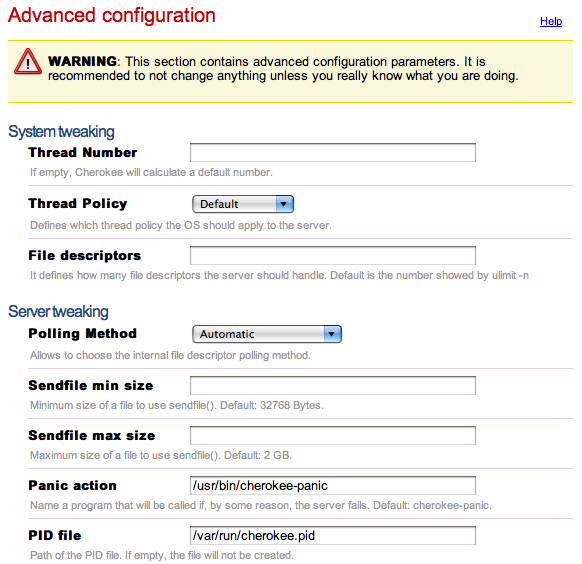 Advanced configuration
Help
WARNING: This section contains advanced configuration parameters. It is
recommended to not change anything unless you really know what you are doing.
System tweaking
Thread Number
If empty, Cherokee will calculate a default number.
Thread Policy Default
Defines which thread policy the OS should apply to the server.
File descriptors
It defines how many file descriptors the server should handle. Default is the number showed by ulimit -n
Server tweaking
Polling Method Automatic
Allows to choose the internal file descriptor polling method.
Sendfile min size
Minimum size of a file to use sendfile(). Default: 32768 Bytes.
Sendfile max size
Maximum size of a file to use sendfile(). Default: 2 GB.
Panic action /usr/bin/cherokee-panic
Name a program that will be called if, by some reason, the server fails. Default: cherokee-panic.
PID file /var/run/cherokee.pid
Path of the PID file. If empty, the file will not be created.